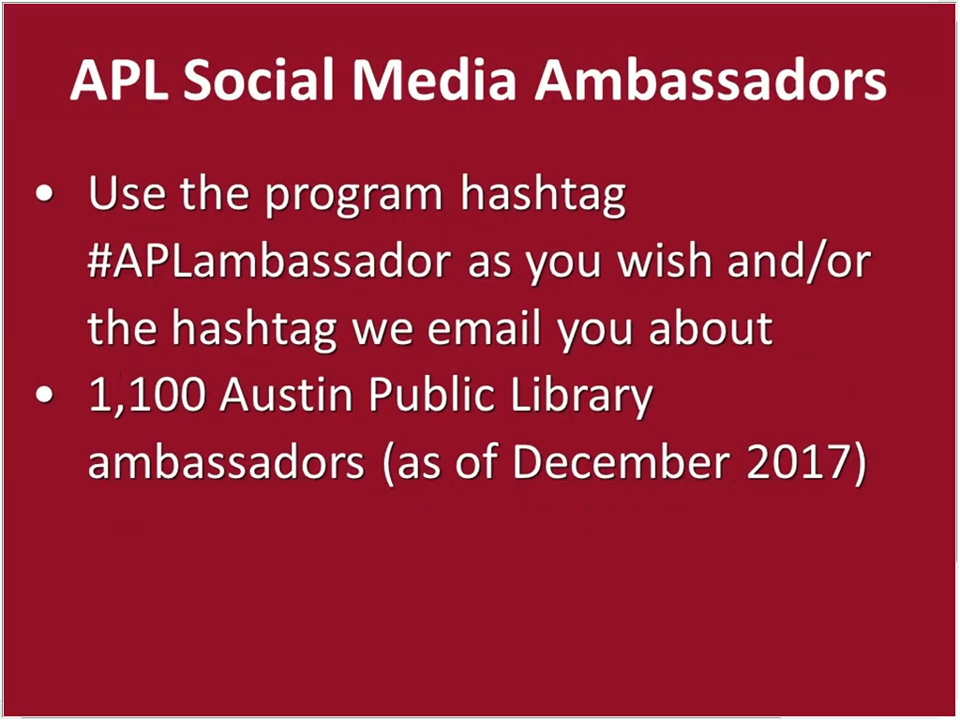 APL Social Media Ambassadors
• Use the program hashtag
#APLambassador as you wish and/or
the hashtag we email you about
• 1,100 Austin Public Library
ambassadors (as of December 2017)